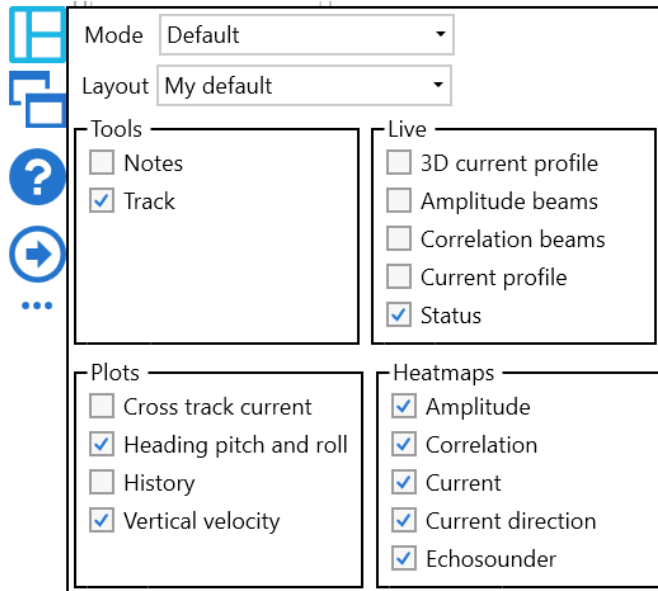 Mode Default
Layout My default
Tools
Notes
Track
Live
3D current profile
Amplitude beams
Correlation beams
Current profile
Status
Plots
Cross track current
Heading pitch and roll
History
Vertical velocity
Heatmaps
Amplitude
Correlation
Current
Current direction
Echosounder